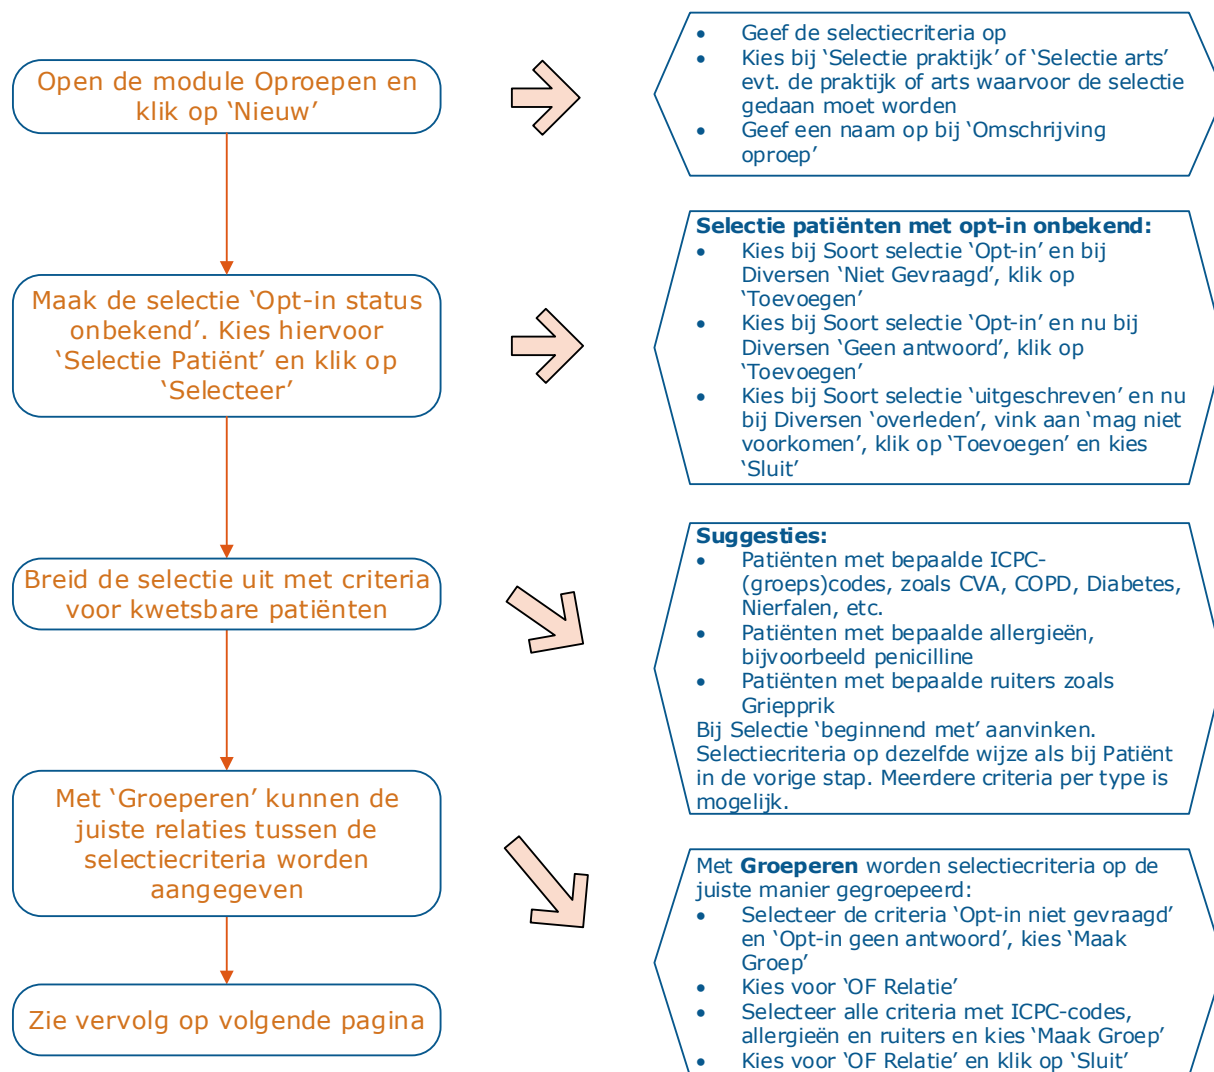 Open de module Oproepen en
klik op ‘Nieuw’
• Geef de selectiecriteria op
• Kies bij ‘Selectie praktijk’ of ‘Selectie arts’
evt. de praktijk of arts waarvoor de selectie
gedaan moet worden
• Geef een naam op bij ‘Omschrijving
oproep’
Maak de selectie ‘Opt-in status
onbekend’. Kies hiervoor
‘Selectie Patiënt’ en klik op
‘Selecteer’
Selectie patiënten met opt-in onbekend:
• Kies bij Soort selectie ‘Opt-in’ en bij
Diversen ‘Niet Gevraagd’, klik op
‘Toevoegen’
• Kies bij Soort selectie ‘Opt-in’ en nu bij
Diversen ‘Geen antwoord’, klik op
‘Toevoegen’
• Kies bij Soort selectie ‘uitgeschreven’ en nu
bij Diversen ‘overleden’, vink aan ‘mag niet
voorkomen’, klik op ‘Toevoegen’ en kies
‘Sluit’
Breid de selectie uit met criteria
voor kwetsbare patiënten
Suggesties:
• Patiënten met bepaalde ICPC-
(groeps)codes, zoals CVA, COPD, Diabetes,
Nierfalen, etc.
• Patiënten met bepaalde allergieën,
bijvoorbeeld penicilline
• Patiënten met bepaalde ruiters zoals
Griepprik
Bij Selectie ‘beginnend met’ aanvinken.
Selectiecriteria op dezelfde wijze als bij Patiënt
in de vorige stap. Meerdere criteria per type is
mogelijk.
Met ‘Groeperen’ kunnen de
juiste relaties tussen de
selectiecriteria worden
aangegeven
Met Groeperen worden selectiecriteria op de
juiste manier gegroepeerd:
• Selecteer de criteria ‘Opt-in niet gevraagd’
en ‘Opt-in geen antwoord’, kies ‘Maak
Groep’
• Kies voor ‘OF Relatie’
• Selecteer alle criteria met ICPC-codes,
allergieën en ruiters en kies ‘Maak Groep’
• Kies voor ‘OF Relatie’ en klik op ‘Sluit’
Zie vervolg op volgende pagina